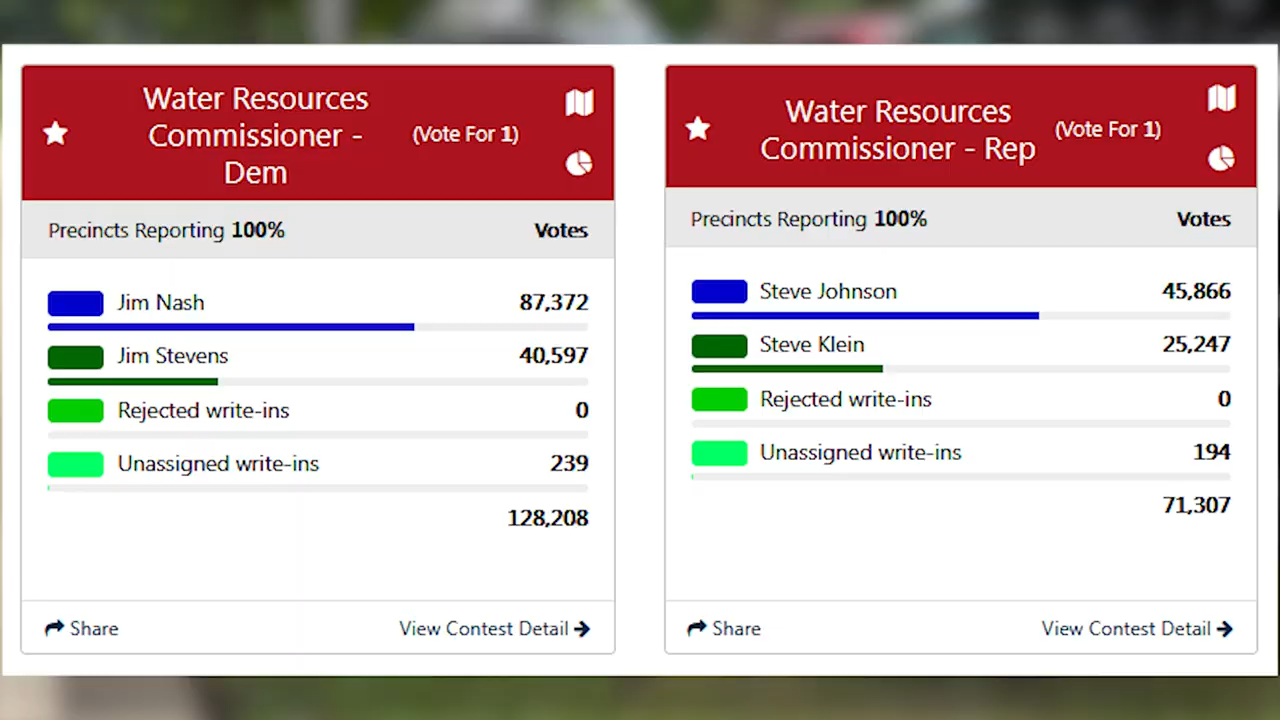 Water Resources
Commissioner -
Dem
(Vote For 1)
Precincts Reporting 100% Votes
Jim Nash 87,372
Jim Stevens 40,597
Rejected write-ins 0
Unassigned write-ins 239
128,208
Share View Contest Detail
Water Resources
Commissioner - Rep
(Vote For 1)
Precincts Reporting 100% Votes
Steve Johnson 45,866
Steve Klein 25,247
Rejected write-ins 0
Unassigned write-ins 194
71,307
Share View Contest Detail